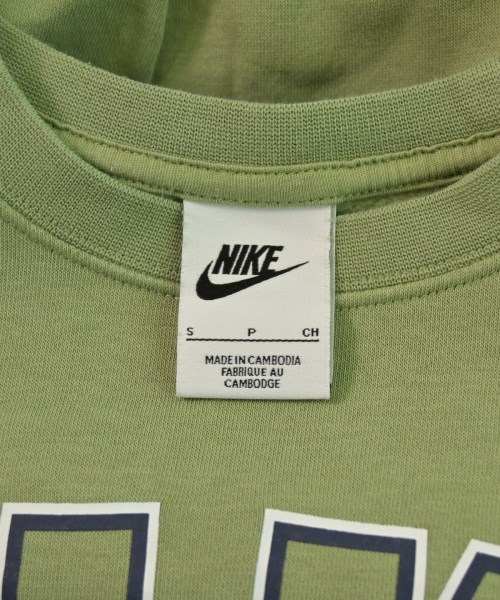 NIKE
S P CH
MADE IN CAMBODIA
FABRIQUE AU
CAMBODGE